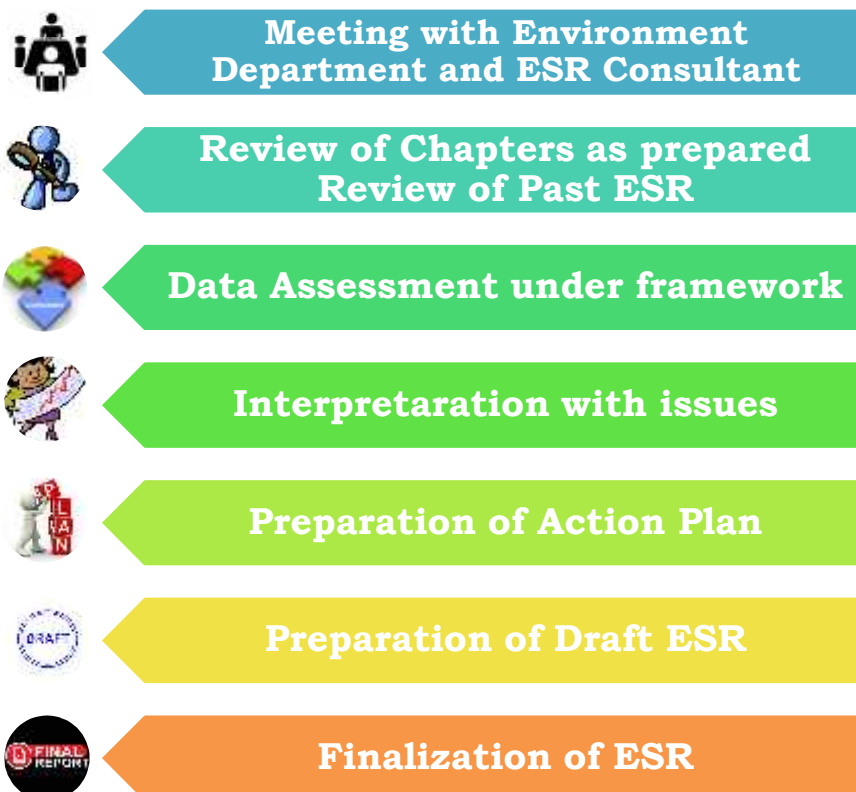 Meeting with Environment
Department and ESR Consultant
Review of Chapters as prepared
Review of Past ESR
Data Assessment under framework
Interpretaration with issues
Preparation of Action Plan
PLAN
Preparation of Draft ESR
DRAFT
Finalization of ESR
FINAL
REPORT